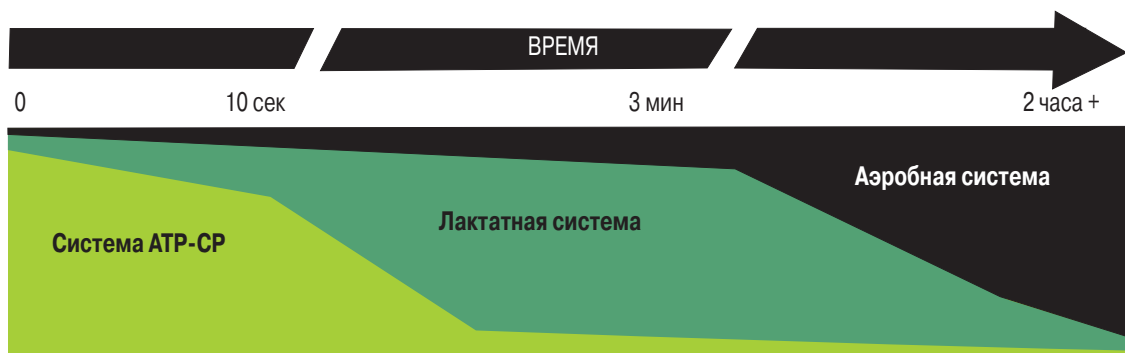 ВРЕМЯ
0 10 сек 3 мин 2 часа +
Аэробная система
Лактатная система
Система АТР-СР